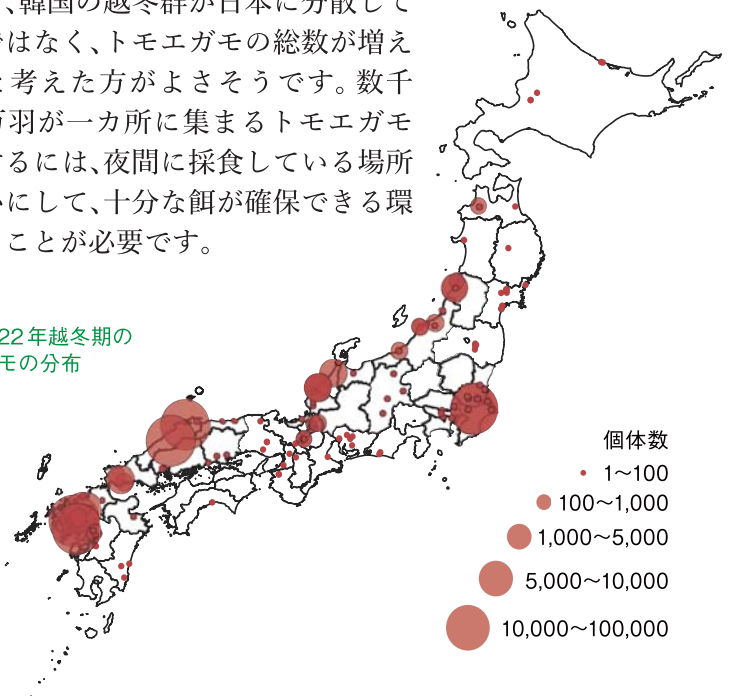 、韓国の越冬群が日本に分散して
ではなく、トモエガモの総数が増え
と考えた方がよさそうです。数千
万羽が一カ所に集まるトモエガモ
するには、夜間に採食している場所
いにして、十分な餌が確保できる環
ことが必要です。
22年越冬期の
モの分布
個体数
1〜100
100〜1,000
1,000〜5,000
5,000〜10,000
10,000〜100,000